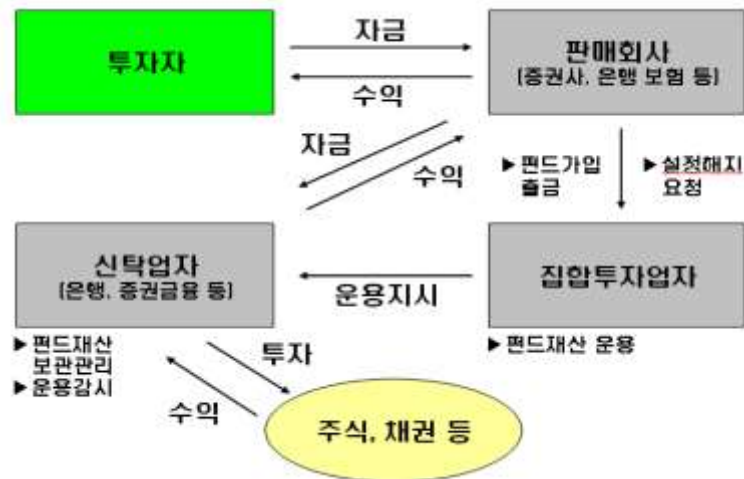 투자자
자금
수익
판매회사
(증권사, 은행 보험 등)
자금
수익
▶ 펀드가입
출금
▶ 설정해지
요청
신탁업자
(은행, 증권금융 등)
운용지시
집합투자업자
▶ 펀드재산
보관관리
▶ 운용감시
투자
수익
▶ 펀드재산 운용
주식, 채권 등